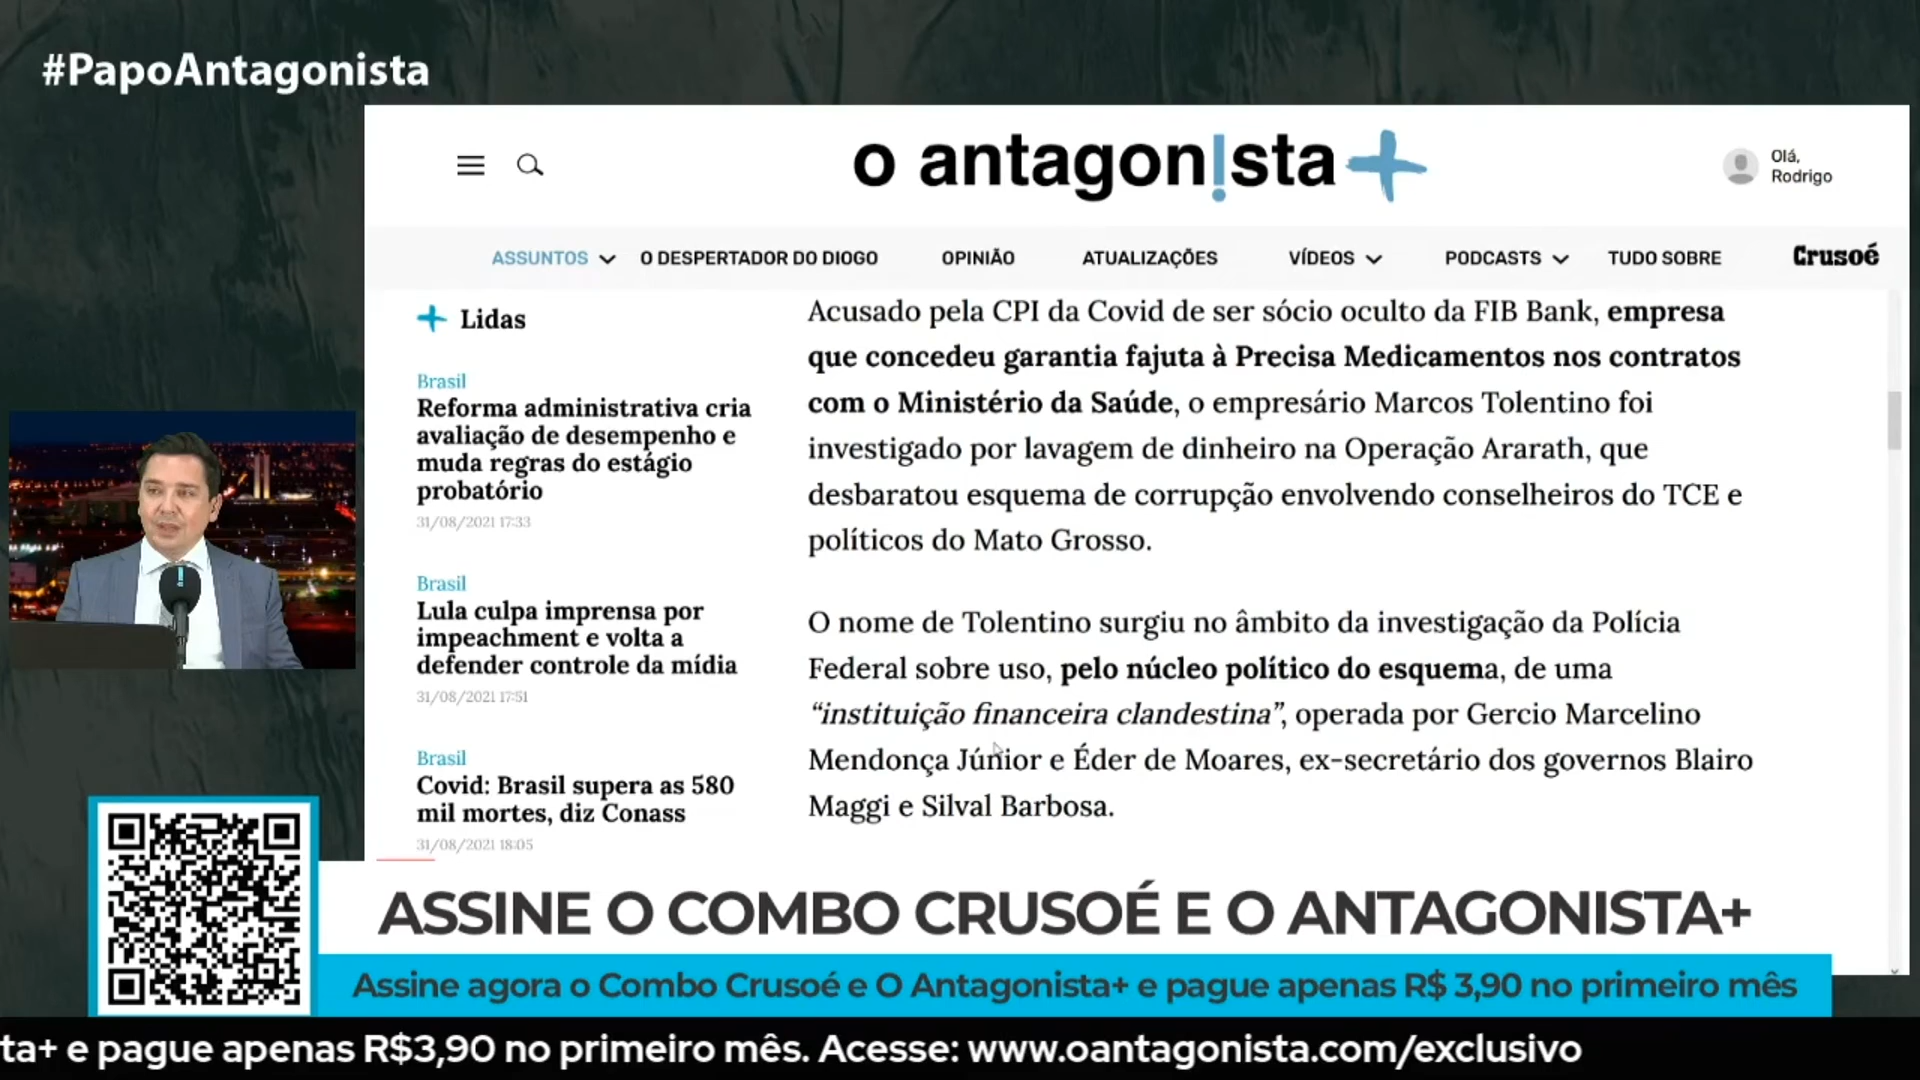 #PapoAntagonista
o antagon!sta+
Olá,
Rodrigo
ASSUNTOS
O DESPERTADOR DO DIOGO
OPINIÃO
ATUALIZAÇÕES
VÍDEOS
PODCASTS
TUDO SOBRE
Crusoé
+ Lidas
Brasil
Reforma administrativa cria
avaliação de desempenho e
muda regras do estágio
probatório
31/08/2021 17:33
Brasil
Lula culpa imprensa por
impeachment e volta a
defender controle da mídia
31/08/2021 17:51
Brasil
Covid: Brasil supera as 580
mil mortes, diz Conass
31/08/2021 18:05
Acusado pela CPI da Covid de ser sócio oculto da FIB Bank, empresa
que concedeu garantia fajuta à Precisa Medicamentos nos contratos
com o Ministério da Saúde, o empresário Marcos Tolentino foi
investigado por lavagem de dinheiro na Operação Ararath, que
desbaratou esquema de corrupção envolvendo conselheiros do TCE e
políticos do Mato Grosso.
O nome de Tolentino surgiu no âmbito da investigação da Polícia
Federal sobre uso, pelo núcleo político do esquema, de uma
“instituição financeira clandestina”, operada por Gercio Marcelino
Mendonça Júnior e Éder de Moares, ex-secretário dos governos Blairo
Maggi e Silval Barbosa.
ASSINE O COMBO CRUSOÉ E O ANTAGONISTA+
Assine agora o Combo Crusoé e O Antagonista+ e pague apenas R$ 3,90 no primeiro mês
ta+ e pague apenas R$3,90 no primeiro mês. Acesse: www.oantagonista.com/exclusivo